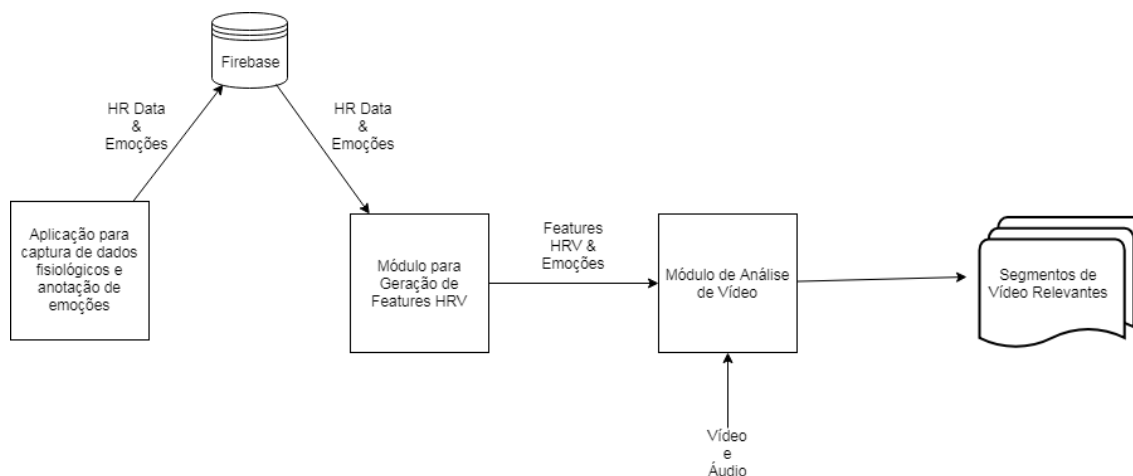 Firebase
HR Data
&
Emoções
HR Data
&
Emoções
Aplicação para
captura de dados
fisiológicos e
anotação de
emoções
Módulo para
Geração de
Features HRV
Features
HRV &
Emoções
Módulo de Análise
de Vídeo
Segmentos de
Vídeo Relevantes
Vídeo
e
Áudio